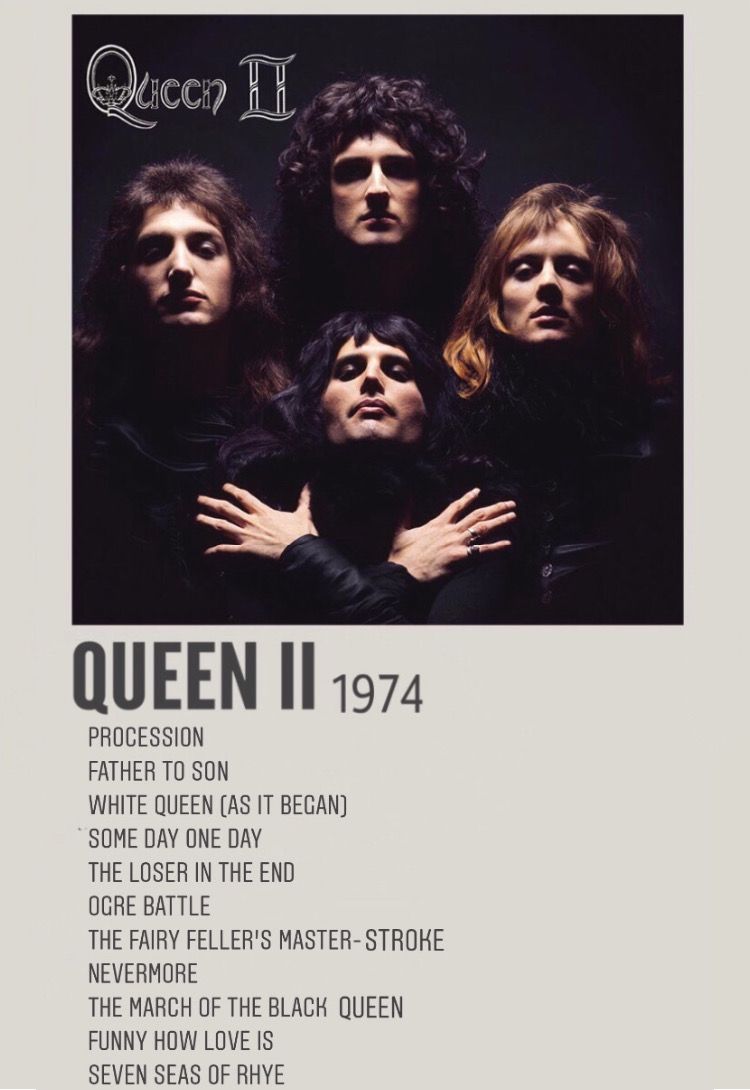 Queen II
QUEEN II 1974
PROCESSION
FATHER TO SON
WHITE QUEEN (AS IT BEGAN)
SOME DAY ONE DAY
THE LOSER IN THE END
OGRE BATTLE
THE FAIRY FELLER'S MASTER-STROKE
NEVERMORE
THE MARCH OF THE BLACK QUEEN
FUNNY HOW LOVE IS
SEVEN SEAS OF RHYE